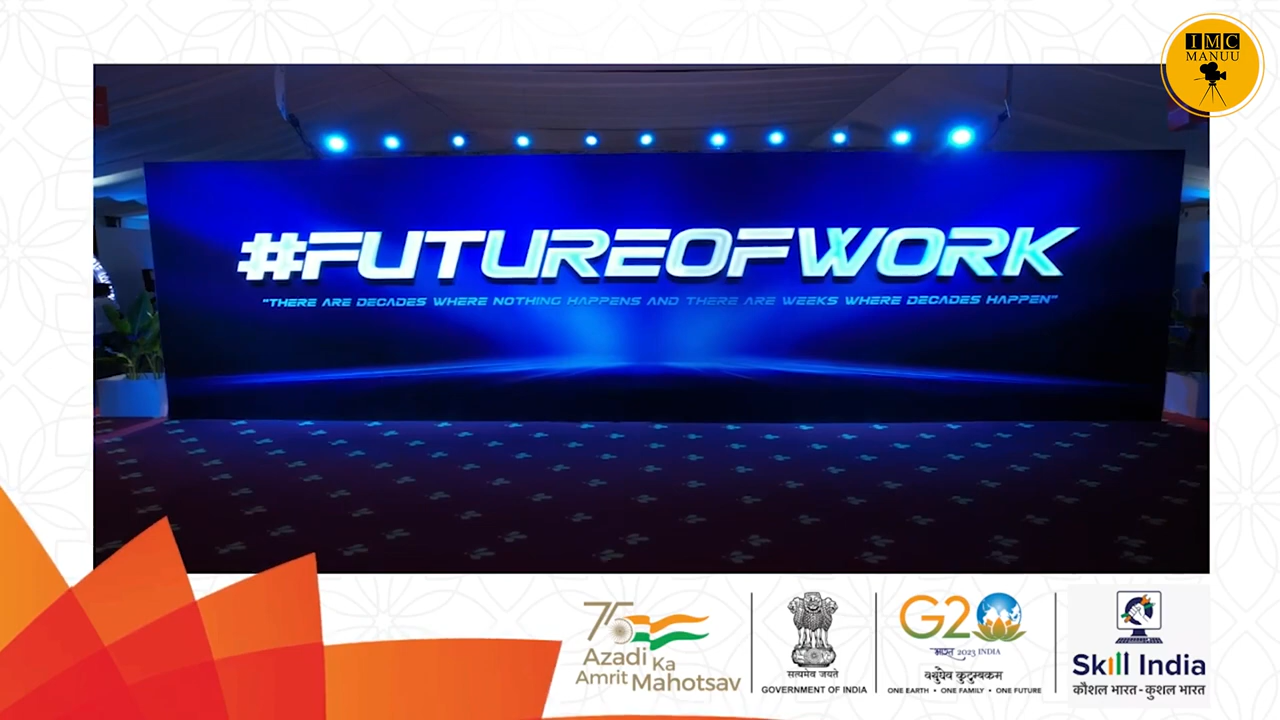 IMC
MANUU
#FUTUREOFWORK
"THERE ARE DECADES WHERE NOTHING HAPPENS AND THERE ARE WEEKS WHERE DECADES HAPPEN"
75
Azadi Ka
Amrit Mahotsav
सत्यमेव जयते
GOVERNMENT OF INDIA
G20
भारत 2023 INDIA
वसुधैव कुटुम्बकम
ONE EARTH • ONE FAMILY • ONE FUTURE
Skill India
कौशल भारत - कुशल भारत